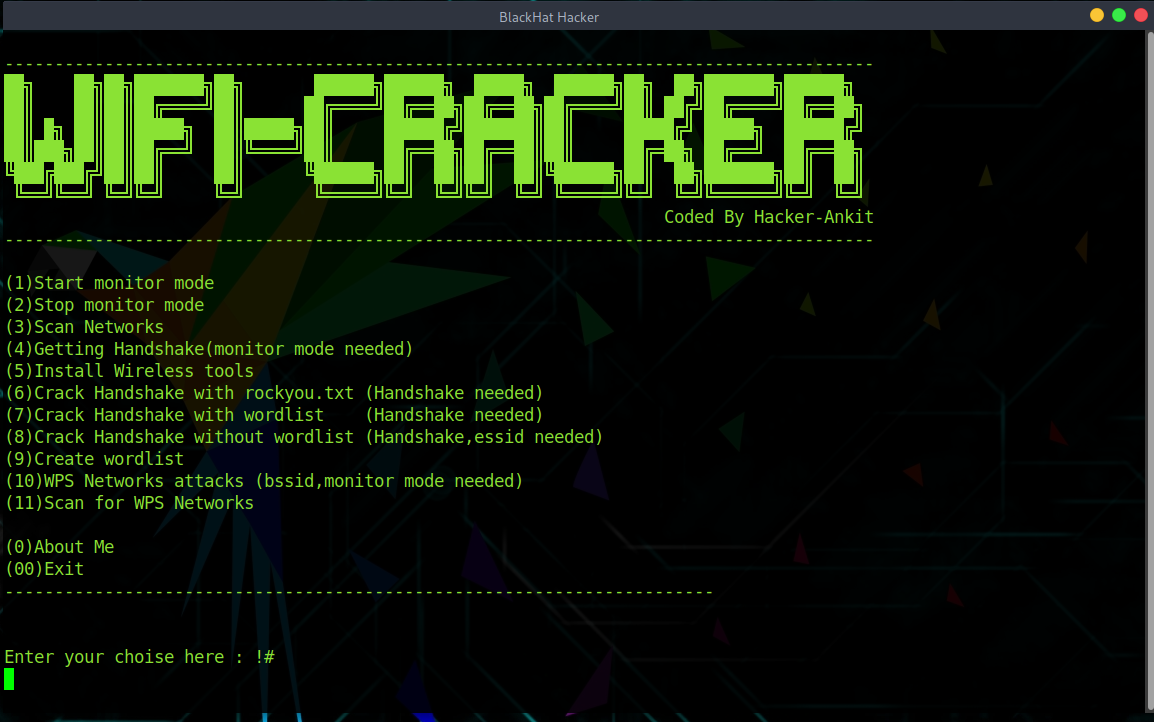 BlackHat Hacker
---------------------------------------------------------------------------------------
WIFI-CRACKER
Coded By Hacker-Ankit
---------------------------------------------------------------------------------------
(1)Start monitor mode
(2)Stop monitor mode
(3)Scan Networks
(4)Getting Handshake(monitor mode needed)
(5)Install Wireless tools
(6)Crack Handshake with rockyou.txt (Handshake needed)
(7)Crack Handshake with wordlist    (Handshake needed)
(8)Crack Handshake without wordlist (Handshake,essid needed)
(9)Create wordlist
(10)WPS Networks attacks (bssid,monitor mode needed)
(11)Scan for WPS Networks
(0)About Me
(00)Exit
-----------------------------------------------------------------------
Enter your choise here : !#